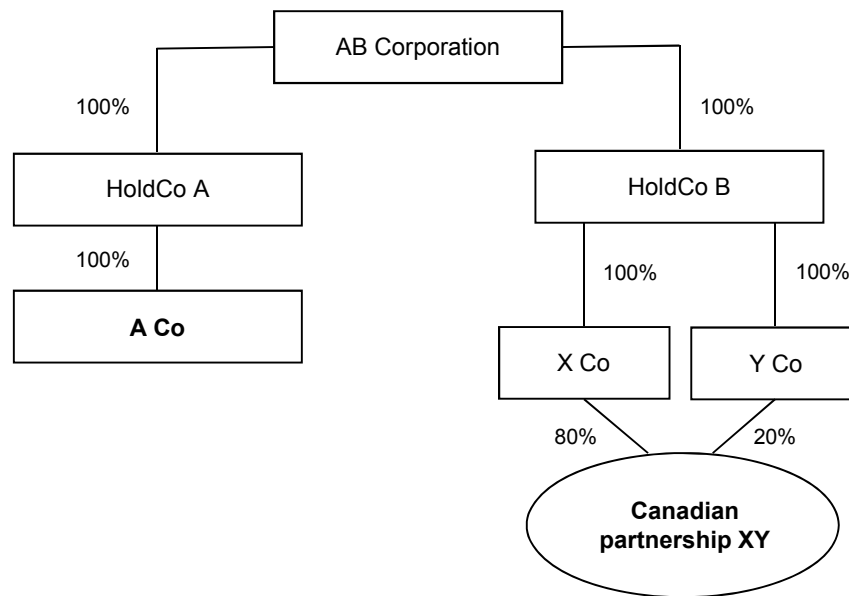 AB Corporation
100%
100%
HoldCo A
HoldCo B
100%
100%
100%
A Co
X Co
Y Co
80%
20%
Canadian
partnership XY